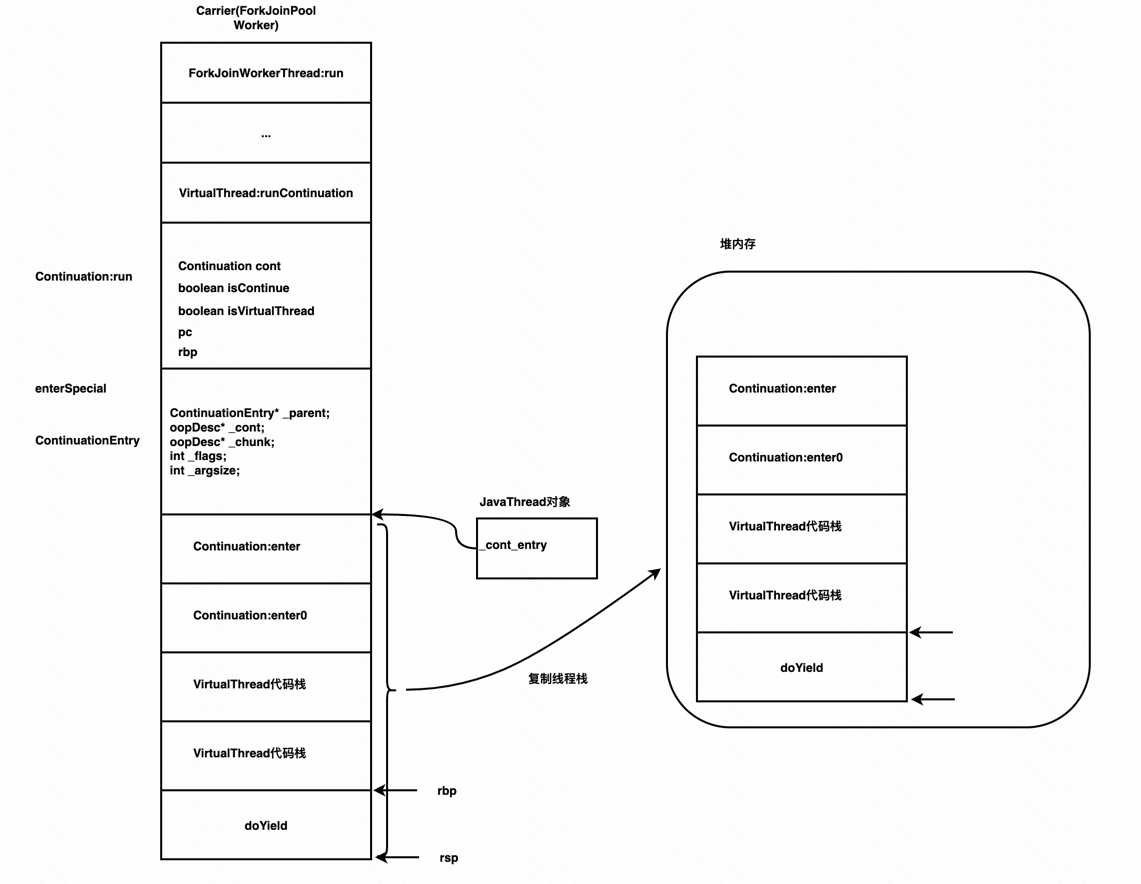 Carrier(ForkJoinPool
Worker)
ForkJoinWorkerThread:run
...
VirtualThread:runContinuation
Continuation:run
Continuation cont
boolean isContinue
boolean isVirtualThread
pc
rbp
enterSpecial
ContinuationEntry
ContinuationEntry* _parent;
oopDesc* _cont;
oopDesc* _chunk;
int _flags;
int _argsize;
JavaThread对象
_cont_entry
Continuation:enter
Continuation:enter0
VirtualThread代码栈
VirtualThread代码栈
doYield
rbp
rsp
复制线程栈
堆内存
Continuation:enter
Continuation:enter0
VirtualThread代码栈
VirtualThread代码栈
doYield